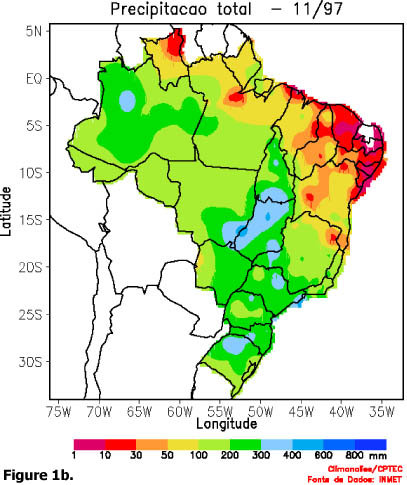 Precipitacao total - 11/97
5N
EQ
5S
10S
15S
20S
25S
30S
Latitude
75W 70W 65W 60W 55W 50W 45W 40W 35W
Longitude
1 10 30 50 100 200 300 400 600 800 mm
Climanalise/CPTEC
Fonte de Dados: INMET
Figure 1b.